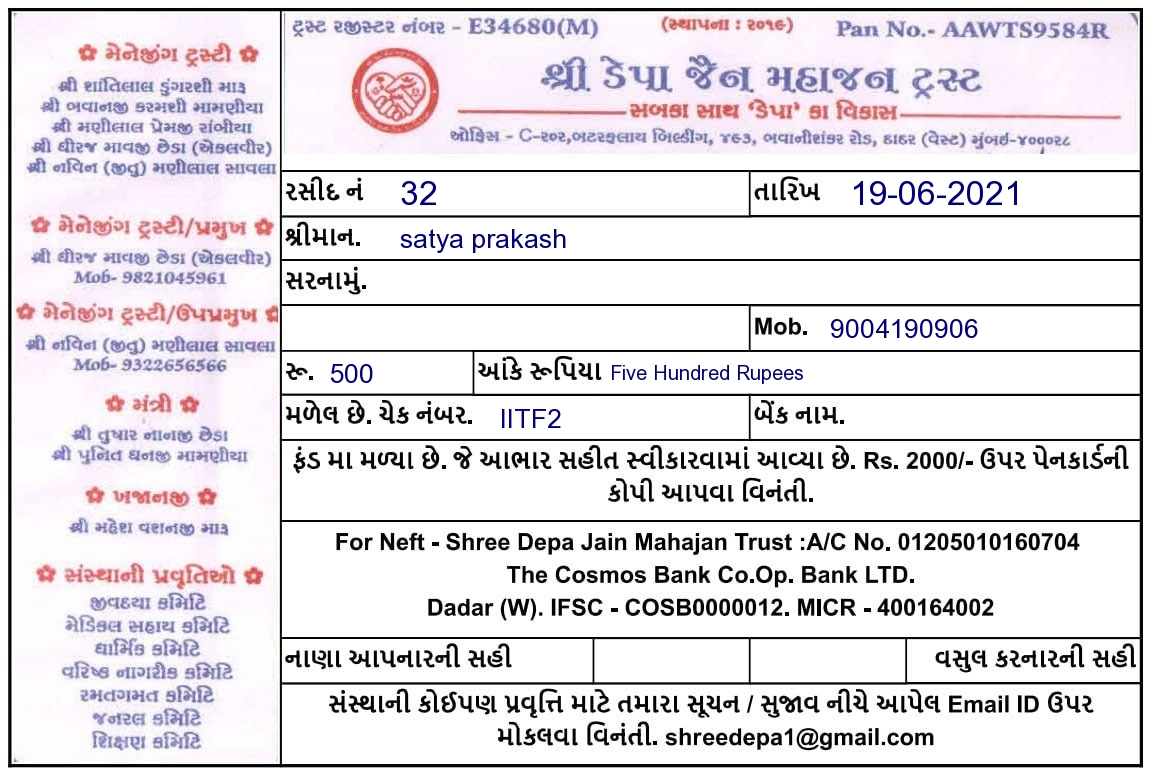 ✿ મેનેજીંગ ટ્રસ્ટી ✿
શ્રી શાંતિલાલ ડુંગરશી મારૂ
શ્રી બવાનજી કરમશી મામણીયા
શ્રી મણીલાલ પ્રેમજી રાંભીયા
શ્રી ધીરજ માવજી છેડા (એકલવીર)
શ્રી નવિન (જીતુ) મણીલાલ સાવલા
✿ મેનેજીંગ ટ્રસ્ટી/પ્રમુખ ✿
શ્રી ધીરજ માવજી છેડા (એકલવીર)
Mob- 9821045961
✿ મેનેજીંગ ટ્રસ્ટી/ઉપપ્રમુખ ✿
શ્રી નવિન (જીતુ) મણીલાલ સાવલા
Mob- 9322656566
✿ મંત્રી ✿
શ્રી તુષાર નાનજી છેડા
શ્રી પુનિત ધનજી મામણીયા
✿ ખજાનજી ✿
શ્રી મહેશ વશનજી મારૂ
✿ સંસ્થાની પ્રવૃતિઓ ✿
જીવદયા કમિટિ
મેડિકલ સહાય કમિટિ
ધાર્મિક કમિટિ
વરિષ્ઠ નાગરીક કમિટિ
રમતગમત કમિટિ
જનરલ કમિટિ
શિક્ષણ કમિટિ
ટ્રસ્ટ રજીસ્ટર નંબર - E34680(M) (સ્થાપના : ૨૦૧૯) Pan No.- AAWTS9584R
શ્રી ડેપા જૈન મહાજન ટ્રસ્ટ
સબકા સાથ 'ડેપા' કા વિકાસ
ઓફિસ - C-૨૦૨,બટરફલાય બિલ્ડીંગ, ૪૬૩, ભવાનીશંકર રોડ, દાદર (વેસ્ટ) મુંબઇ-૪૦૦૦૨૮
રસીદ નં 32 તારિખ 19-06-2021
શ્રીમાન. satya prakash
સરનામું.
Mob. 9004190906
રૂ. 500 આંકે રૂપિયા Five Hundred Rupees
મળેલ છે. ચેક નંબર. IITF2 બેંક નામ.
ફંડ મા મળ્યા છે. જે આભાર સહીત સ્વીકારવામાં આવ્યા છે. Rs. 2000/- ઉપર પેનકાર્ડની
કોપી આપવા વિનંતી.
For Neft - Shree Depa Jain Mahajan Trust :A/C No. 01205010160704
The Cosmos Bank Co.Op. Bank LTD.
Dadar (W). IFSC - COSB0000012. MICR - 400164002
નાણા આપનારની સહી વસુલ કરનારની સહી
સંસ્થાની કોઈપણ પ્રવૃત્તિ માટે તમારા સૂચન / સુજાવ નીચે આપેલ Email ID ઉપર
મોકલવા વિનંતી. shreedepa1@gmail.com